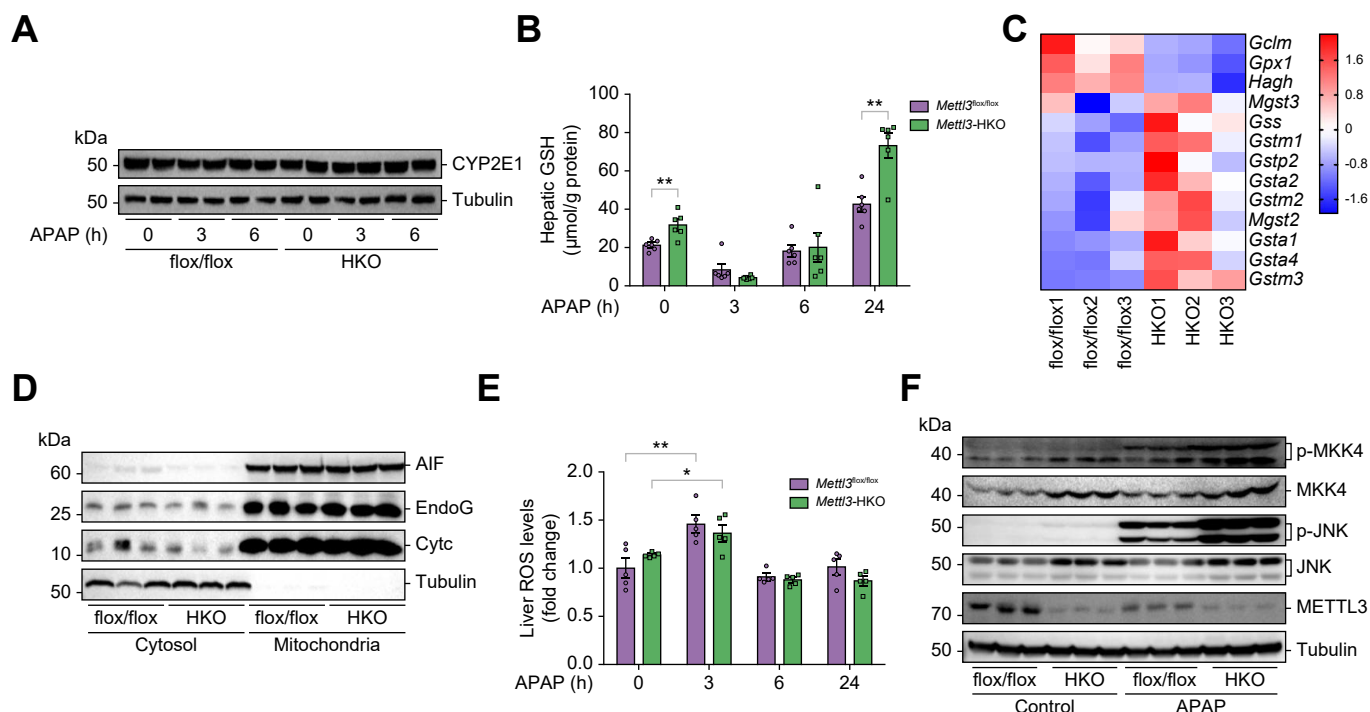 A
kDa
50
CYP2E1
50
Tubulin
APAP (h)
0 3 6 0 3 6
flox/flox HKO
B
Hepatic GSH
(µmol/g protein)
100
80
60
40
20
0
**
**
Mettl3flox/flox
Mettl3-HKO
APAP (h) 0 3 6 24
C
Gclm
Gpx1
Hagh
Mgst3
Gss
Gstm1
Gstp2
Gsta2
Gstm2
Mgst2
Gsta1
Gsta4
Gstm3
flox/flox1
flox/flox2
flox/flox3
HKO1
HKO2
HKO3
1.6
0.8
0
-0.8
-1.6
D
kDa
60
AIF
25
EndoG
10
Cytc
50
Tubulin
flox/flox HKO flox/flox HKO
Cytosol Mitochondria
E
Liver ROS levels
(fold change)
2.0
1.5
1.0
0.5
0.0
**
*
Mettl3flox/flox
Mettl3-HKO
APAP (h) 0 3 6 24
F
kDa
40
p-MKK4
40
MKK4
50
p-JNK
50
JNK
70
METTL3
50
Tubulin
flox/flox HKO flox/flox HKO
Control APAP